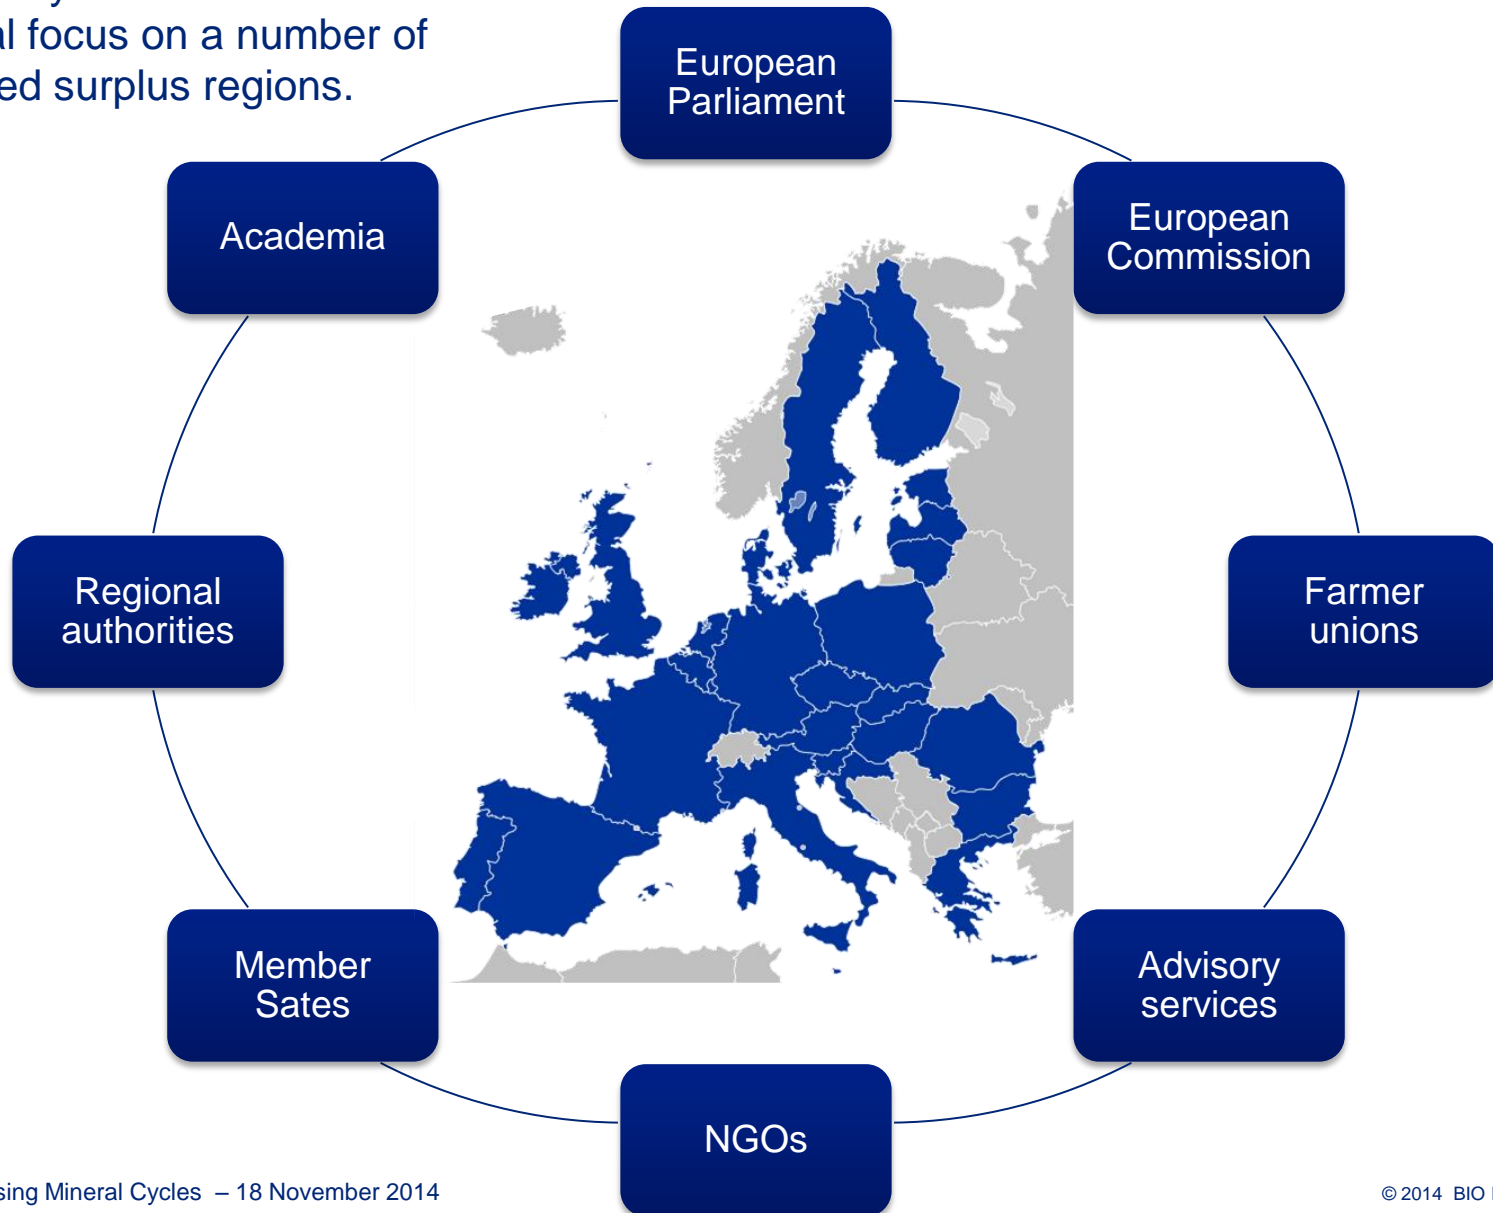 al focus on a number of
ed surplus regions.
European
Parliament
Academia
European
Commission
Regional
authorities
Farmer
unions
Member
Sates
Advisory
services
NGOs
sing Mineral Cycles – 18 November 2014
© 2014 BIO